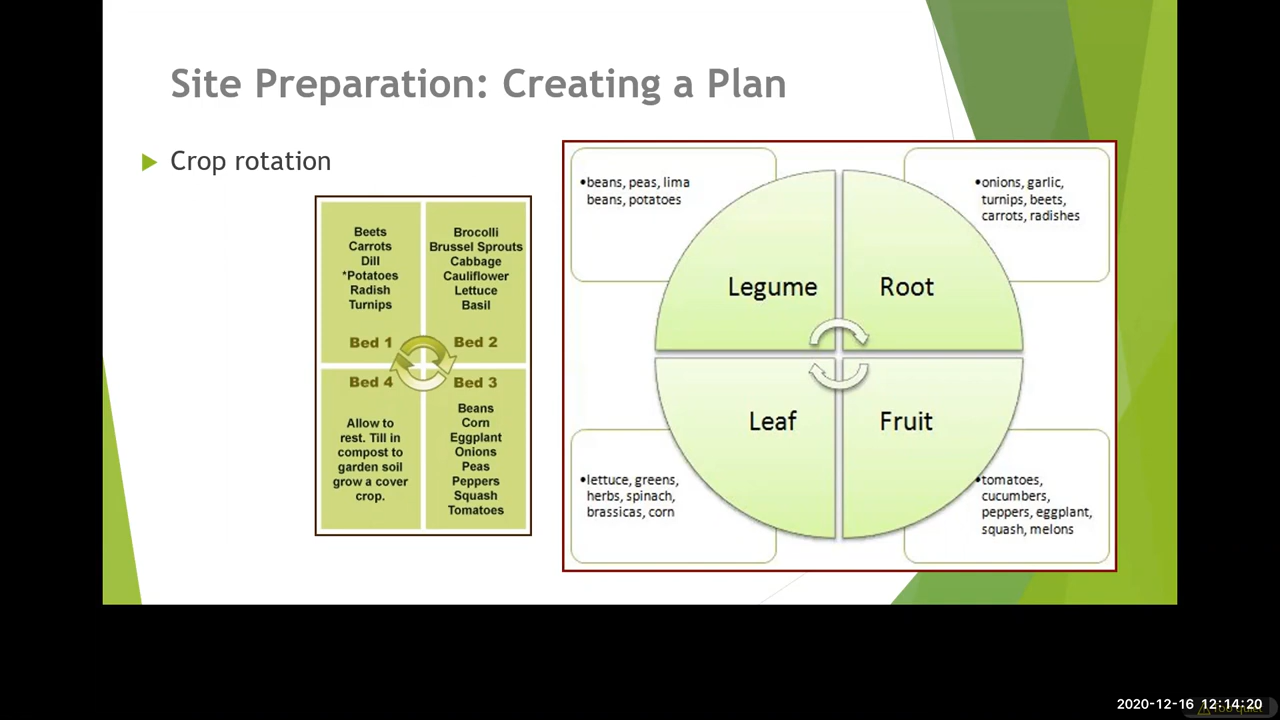 Site Preparation: Creating a Plan
Crop rotation
Beets
Carrots
Dill
*Potatoes
Radish
Turnips
Bed 1
Brocolli
Brussel Sprouts
Cabbage
Cauliflower
Lettuce
Basil
Bed 2
Bed 4
Allow to
rest. Till in
compost to
garden soil
grow a cover
crop.
Bed 3
Beans
Corn
Eggplant
Onions
Peas
Peppers
Squash
Tomatoes
•beans, peas, lima
beans, potatoes
Legume
•onions, garlic,
turnips, beets,
carrots, radishes
Root
Leaf
•lettuce, greens,
herbs, spinach,
brassicas, corn
Fruit
•tomatoes,
cucumbers,
peppers, eggplant,
squash, melons
2020-12-16 12:14:20